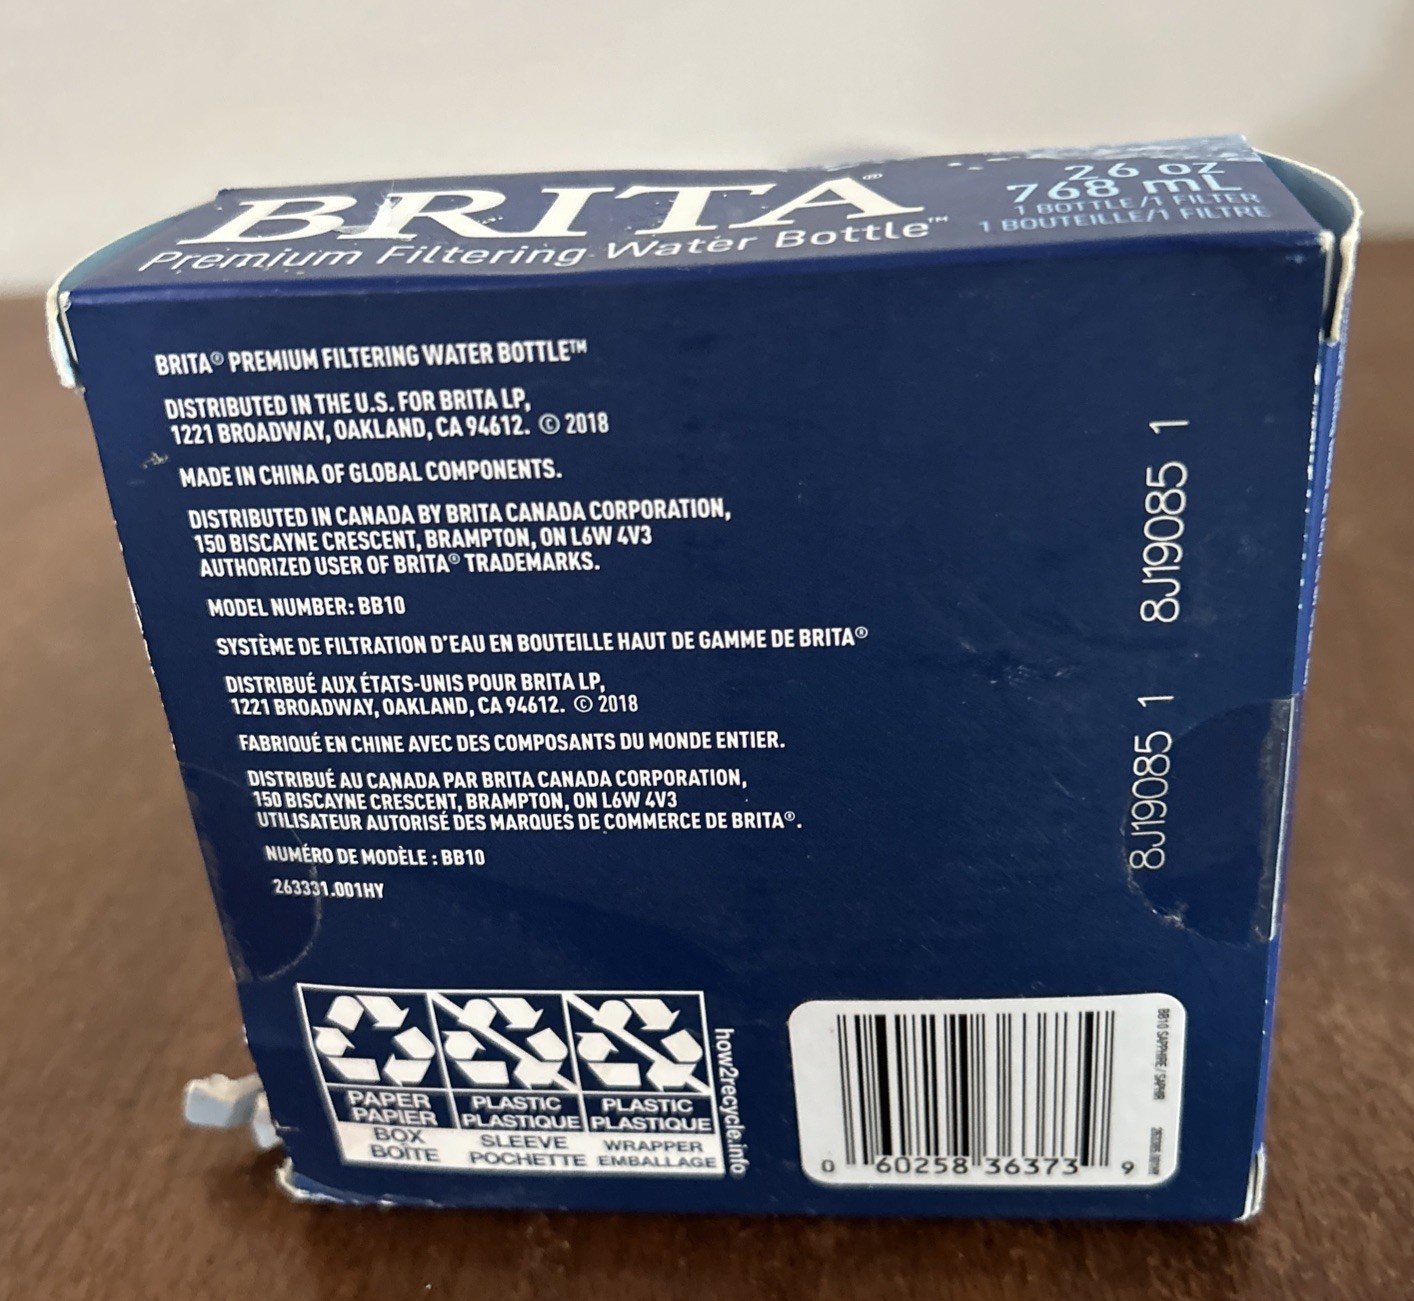 BRITA®
Premium Filtering Water Bottle™
26 oz
768 mL
1 BOTTLE/1 FILTER
1 BOUTEILLE/1 FILTRE
BRITA® PREMIUM FILTERING WATER BOTTLE™
DISTRIBUTED IN THE U.S. FOR BRITA LP,
1221 BROADWAY, OAKLAND, CA 94612. © 2018
MADE IN CHINA OF GLOBAL COMPONENTS.
DISTRIBUTED IN CANADA BY BRITA CANADA CORPORATION,
150 BISCAYNE CRESCENT, BRAMPTON, ON L6W 4V3
AUTHORIZED USER OF BRITA® TRADEMARKS.
MODEL NUMBER: BB10
SYSTÈME DE FILTRATION D'EAU EN BOUTEILLE HAUT DE GAMME DE BRITA®
DISTRIBUÉ AUX ÉTATS-UNIS POUR BRITA LP,
1221 BROADWAY, OAKLAND, CA 94612. © 2018
FABRIQUÉ EN CHINE AVEC DES COMPOSANTS DU MONDE ENTIER.
DISTRIBUÉ AU CANADA PAR BRITA CANADA CORPORATION,
150 BISCAYNE CRESCENT, BRAMPTON, ON L6W 4V3
UTILISATEUR AUTORISÉ DES MARQUES DE COMMERCE DE BRITA®.
NUMÉRO DE MODÈLE : BB10
263331.001HY
8J19085 1
8J19085 1
PAPER
PAPIER
BOX
BOÎTE
PLASTIC
PLASTIQUE
SLEEVE
POCHETTE
PLASTIC
PLASTIQUE
WRAPPER
EMBALLAGE
how2recycle.info
0 60258 36373 9
BB10 SAPPHIRE / SAPHIR